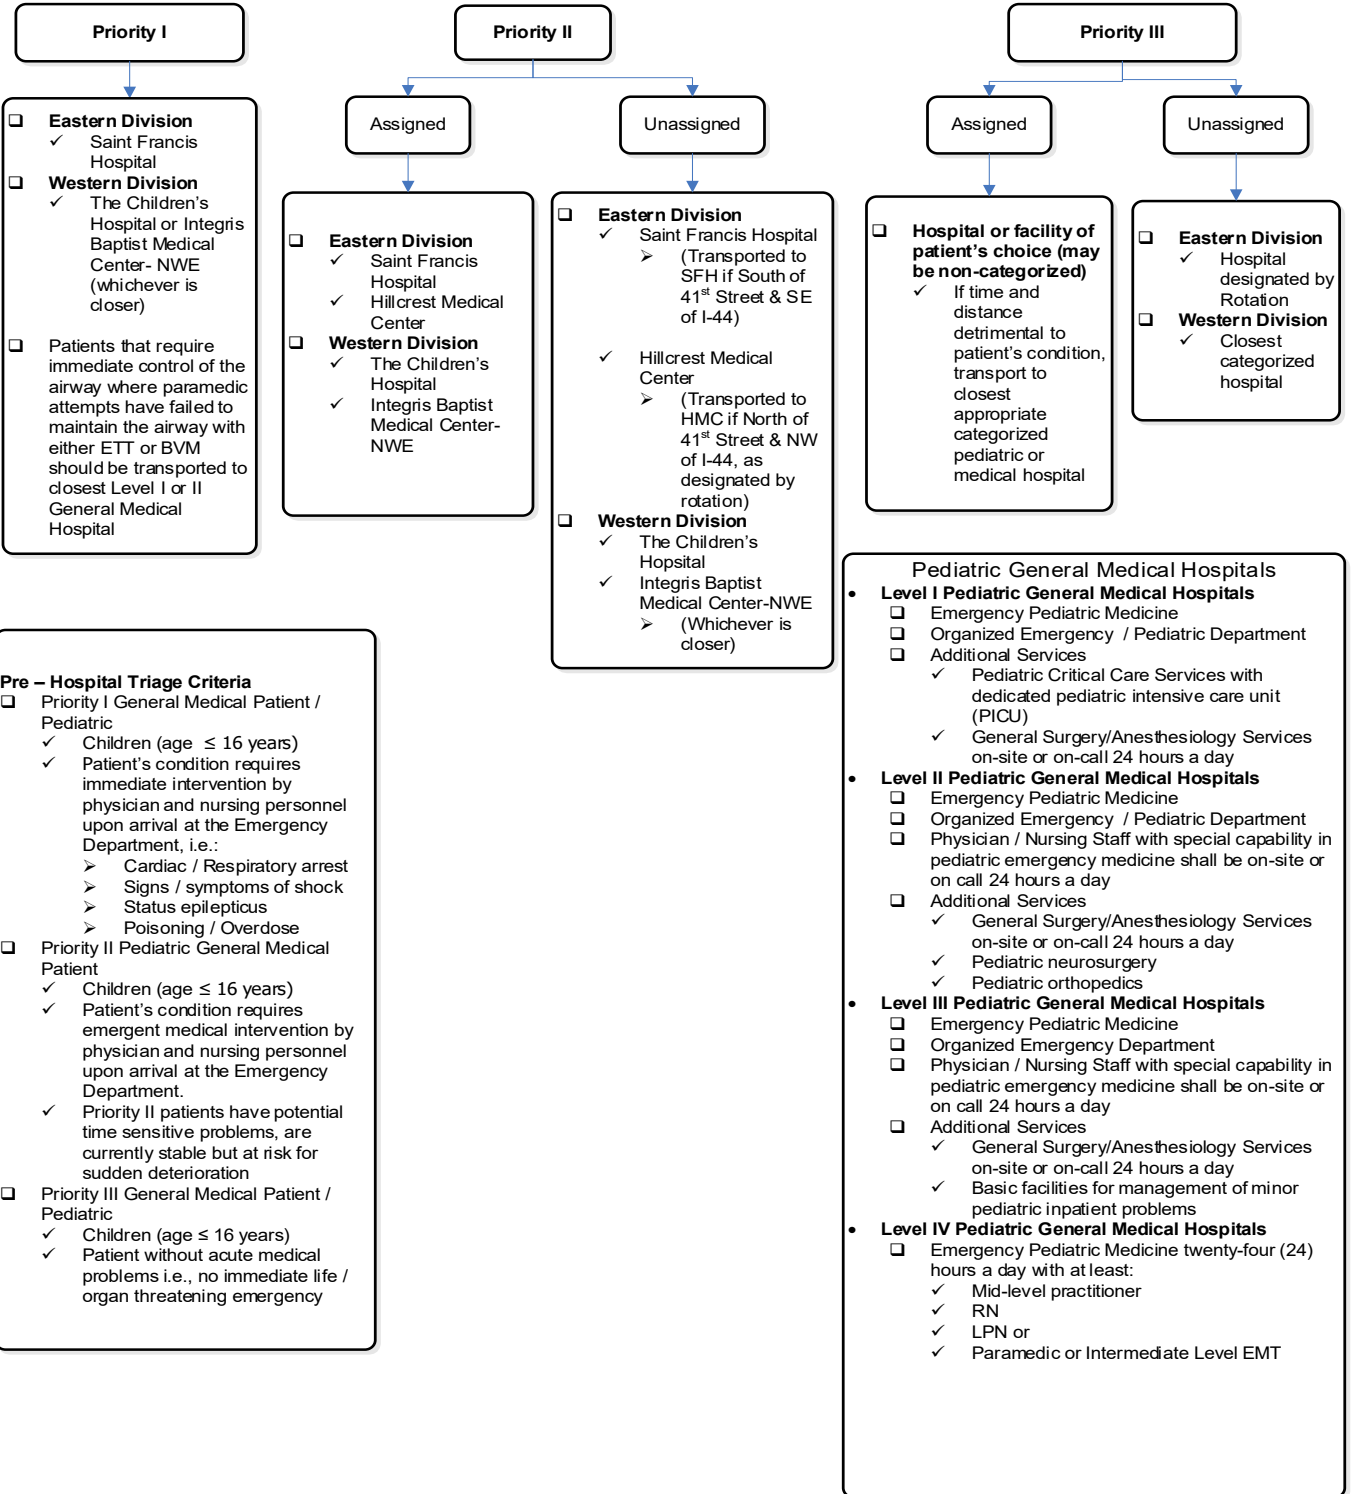 Priority I
Priority II
Priority III
Assigned
Unassigned
Assigned
Unassigned
❑ Eastern Division
✓ Saint Francis
Hospital
❑ Western Division
✓ The Children’s
Hospital or Integris
Baptist Medical
Center- NWE
(whichever is
closer)
❑ Patients that require
immediate control of the
airway where paramedic
attempts have failed to
maintain the airway with
either ETT or BVM
should be transported to
closest Level I or II
General Medical
Hospital
❑ Eastern Division
✓ Saint Francis
Hospital
✓ Hillcrest Medical
Center
❑ Western Division
✓ The Children’s
Hospital
✓ Integris Baptist
Medical Center-
NWE
❑ Eastern Division
✓ Saint Francis Hospital
➢ (Transported to
SFH if South of
41st Street & SE
of I-44)
✓ Hillcrest Medical
Center
➢ (Transported to
HMC if North of
41st Street & NW
of I-44, as
designated by
rotation)
❑ Western Division
✓ The Children’s
Hopsital
✓ Integris Baptist
Medical Center-NWE
➢ (Whichever is
closer)
❑ Hospital or facility of
patient’s choice (may
be non-categorized)
✓ If time and
distance
detrimental to
patient’s condition,
transport to
closest
appropriate
categorized
pediatric or
medical hospital
❑ Eastern Division
✓ Hospital
designated by
Rotation
❑ Western Division
✓ Closest
categorized
hospital
Pre – Hospital Triage Criteria
❑ Priority I General Medical Patient /
Pediatric
✓ Children (age ≤ 16 years)
✓ Patient’s condition requires
immediate intervention by
physician and nursing personnel
upon arrival at the Emergency
Department, i.e.:
➢ Cardiac / Respiratory arrest
➢ Signs / symptoms of shock
➢ Status epilepticus
➢ Poisoning / Overdose
❑ Priority II Pediatric General Medical
Patient
✓ Children (age ≤ 16 years)
✓ Patient’s condition requires
emergent medical intervention by
physician and nursing personnel
upon arrival at the Emergency
Department.
✓ Priority II patients have potential
time sensitive problems, are
currently stable but at risk for
sudden deterioration
❑ Priority III General Medical Patient /
Pediatric
✓ Children (age ≤ 16 years)
✓ Patient without acute medical
problems i.e., no immediate life /
organ threatening emergency
Pediatric General Medical Hospitals
• Level I Pediatric General Medical Hospitals
❑ Emergency Pediatric Medicine
❑ Organized Emergency / Pediatric Department
❑ Additional Services
✓ Pediatric Critical Care Services with
dedicated pediatric intensive care unit
(PICU)
✓ General Surgery/Anesthesiology Services
on-site or on-call 24 hours a day
• Level II Pediatric General Medical Hospitals
❑ Emergency Pediatric Medicine
❑ Organized Emergency / Pediatric Department
❑ Physician / Nursing Staff with special capability in
pediatric emergency medicine shall be on-site or
on call 24 hours a day
❑ Additional Services
✓ General Surgery/Anesthesiology Services
on-site or on-call 24 hours a day
✓ Pediatric neurosurgery
✓ Pediatric orthopedics
• Level III Pediatric General Medical Hospitals
❑ Emergency Pediatric Medicine
❑ Organized Emergency Department
❑ Physician / Nursing Staff with special capability in
pediatric emergency medicine shall be on-site or
on call 24 hours a day
❑ Additional Services
✓ General Surgery/Anesthesiology Services
on-site or on-call 24 hours a day
✓ Basic facilities for management of minor
pediatric inpatient problems
• Level IV Pediatric General Medical Hospitals
❑ Emergency Pediatric Medicine twenty-four (24)
hours a day with at least:
✓ Mid-level practitioner
✓ RN
✓ LPN or
✓ Paramedic or Intermediate Level EMT